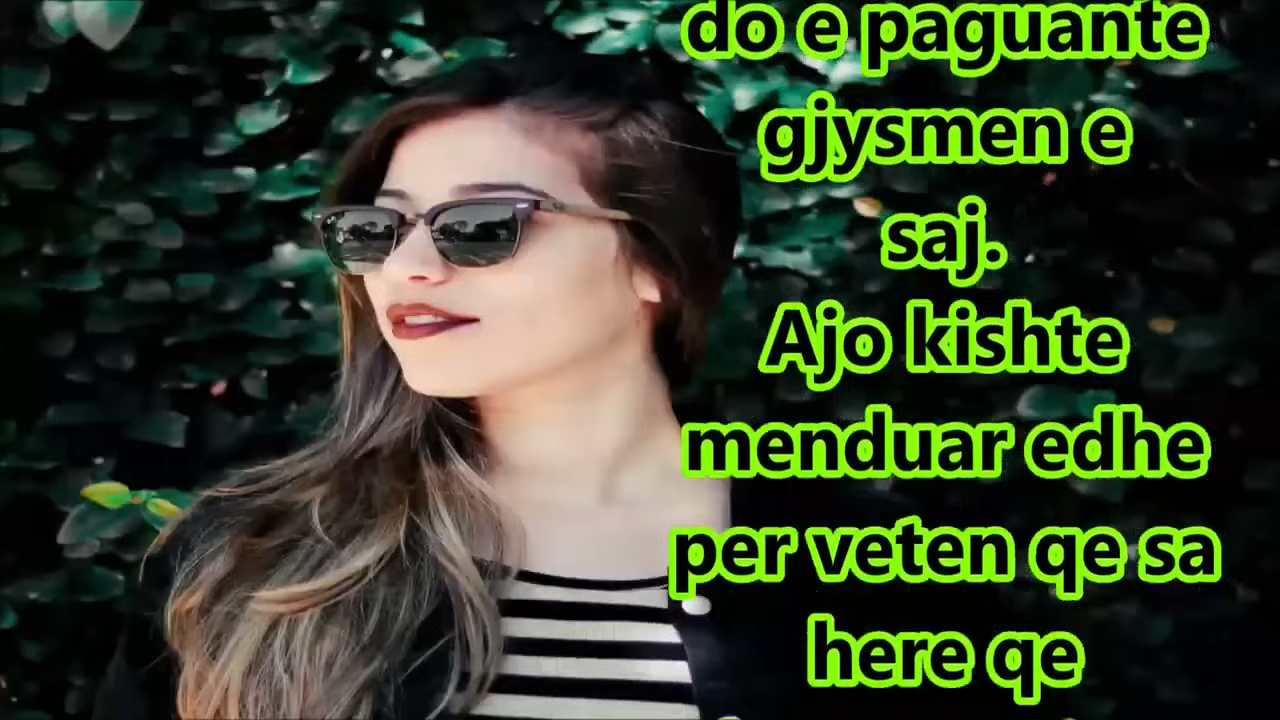 do e paguante
gjysmen e
saj.
Ajo kishte
menduar edhe
per veten qe sa
here qe